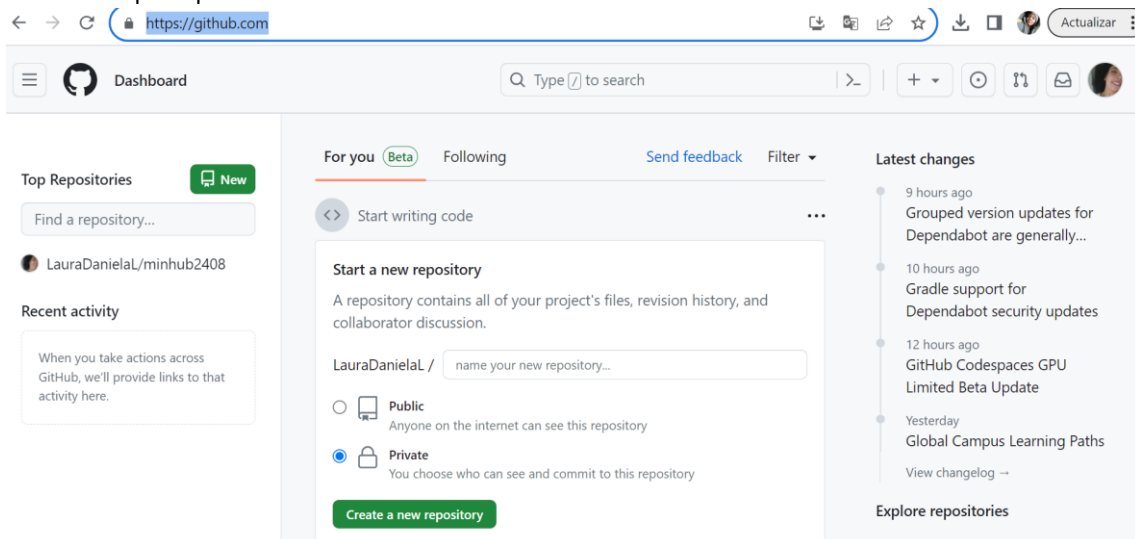 https://github.com
Actualizar
Dashboard
Type / to search
Top Repositories
New
Find a repository...
LauraDanielaL/minhub2408
Recent activity
When you take actions across
GitHub, we'll provide links to that
activity here.
For you Beta Following Send feedback Filter
Start writing code
Start a new repository
A repository contains all of your project's files, revision history, and
collaborator discussion.
LauraDanielaL / name your new repository...
Public
Anyone on the internet can see this repository
Private
You choose who can see and commit to this repository
Create a new repository
Latest changes
9 hours ago
Grouped version updates for
Dependabot are generally...
10 hours ago
Gradle support for
Dependabot security updates
12 hours ago
GitHub Codespaces GPU
Limited Beta Update
Yesterday
Global Campus Learning Paths
View changelog →
Explore repositories